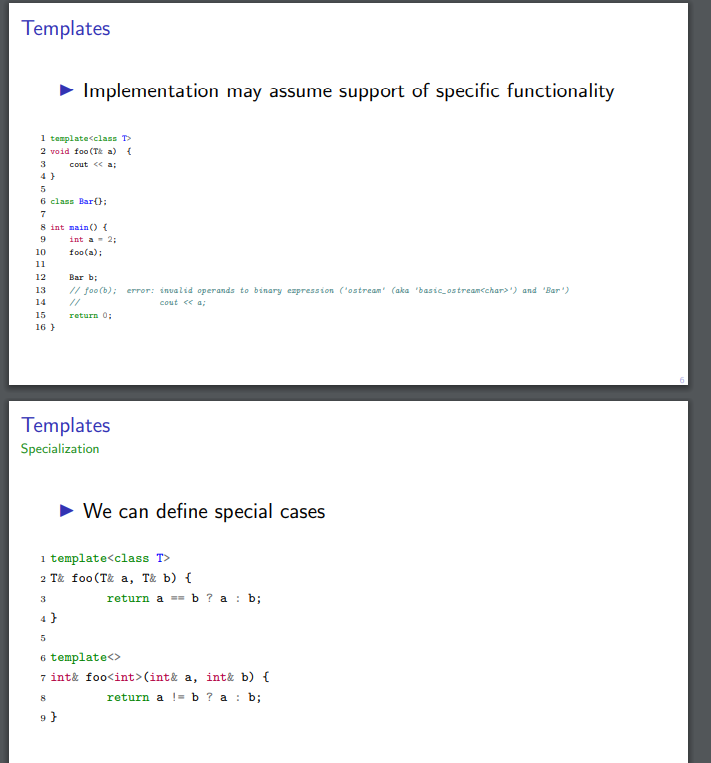 Templates
▶ Implementation may assume support of specific functionality
1 template<class T>
2 void foo(T& a)  {
3     cout << a;
4 }
5
6 class Bar{};
7
8 int main() {
9     int a = 2;
10     foo(a);
11
12     Bar b;
13     // foo(b);  error: invalid operands to binary expression ('ostream' (aka 'basic_ostream<char>') and 'Bar')
14     //                cout << a;
15     return 0;
16 }
6
Templates
Specialization
▶ We can define special cases
1 template<class T>
2 T& foo(T& a, T& b) {
3         return a == b ? a : b;
4 }
5
6 template<>
7 int& foo<int>(int& a, int& b) {
8         return a != b ? a : b;
9 }